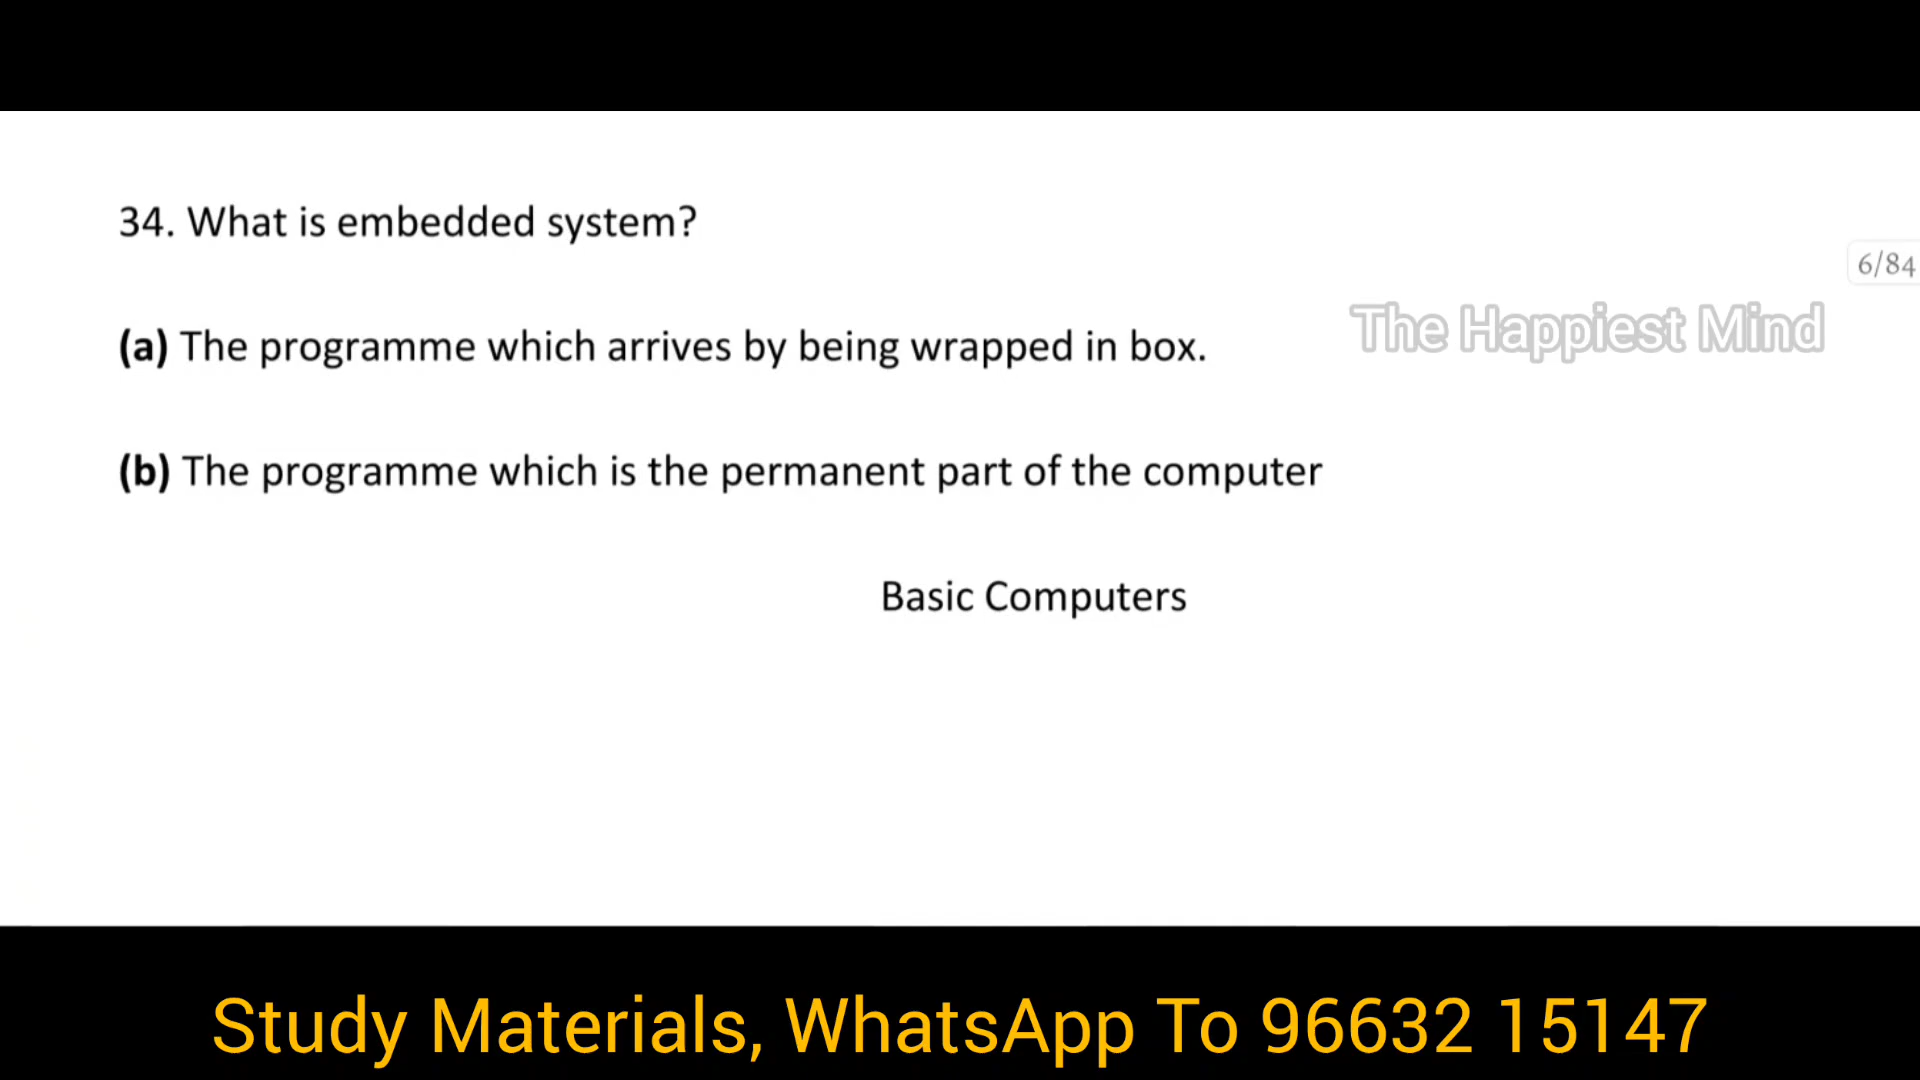 34. What is embedded system?
6/84
The Happiest Mind
(a) The programme which arrives by being wrapped in box.
(b) The programme which is the permanent part of the computer
Basic Computers
Study Materials, WhatsApp To 96632 15147